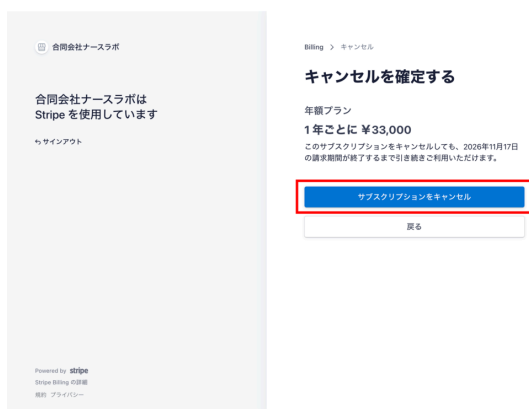 合同会社ナースラボ
合同会社ナースラボは
Stripe を使用しています
サインアウト
Powered by stripe
Stripe Billing の詳細
規約 プライバシー
Billing > キャンセル
キャンセルを確定する
年額プラン
1年ごとに ¥33,000
このサブスクリプションをキャンセルしても、2026年11月17日
の請求期間が終了するまで引き続きご利用いただけます。
サブスクリプションをキャンセル
戻る